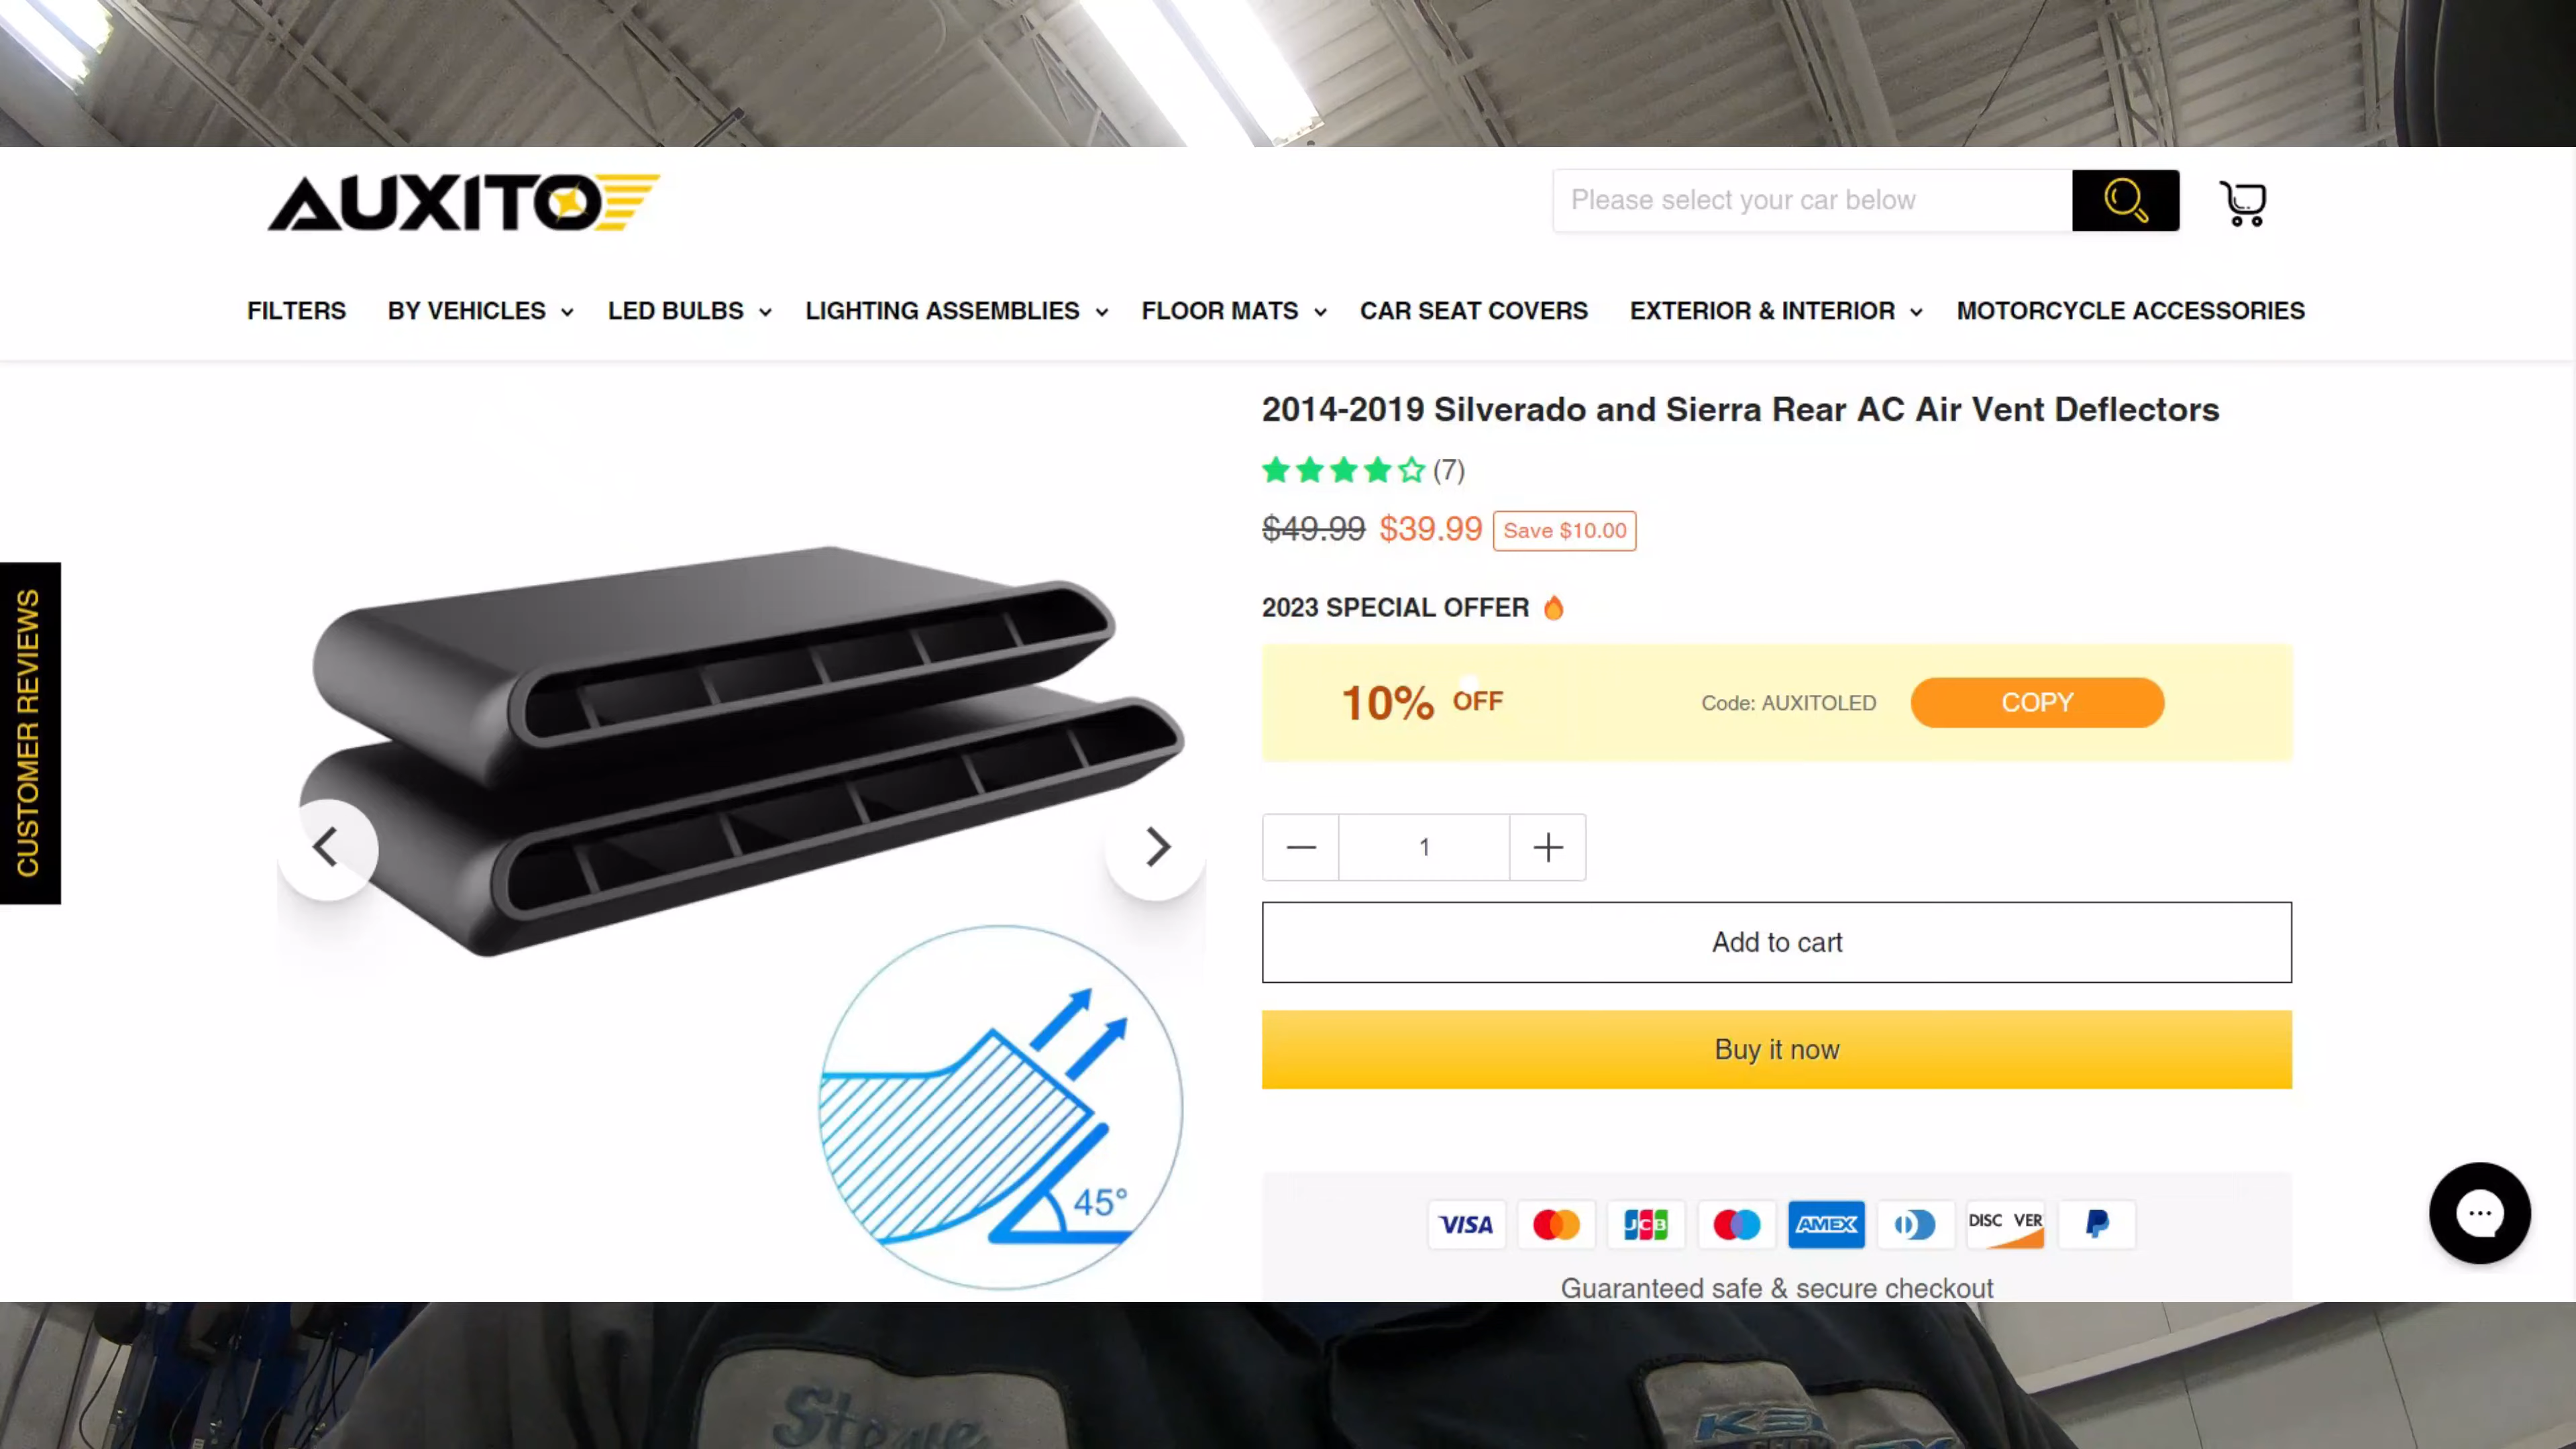 AUXITO
Please select your car below
FILTERS BY VEHICLES LED BULBS LIGHTING ASSEMBLIES FLOOR MATS CAR SEAT COVERS EXTERIOR & INTERIOR MOTORCYCLE ACCESSORIES
2014-2019 Silverado and Sierra Rear AC Air Vent Deflectors
(7)
$49.99 $39.99 Save $10.00
2023 SPECIAL OFFER
10% OFF Code: AUXITOLED COPY
1
Add to cart
Buy it now
VISA JCB AMEX DISC VER
Guaranteed safe & secure checkout
CUSTOMER REVIEWS
45°
Steve